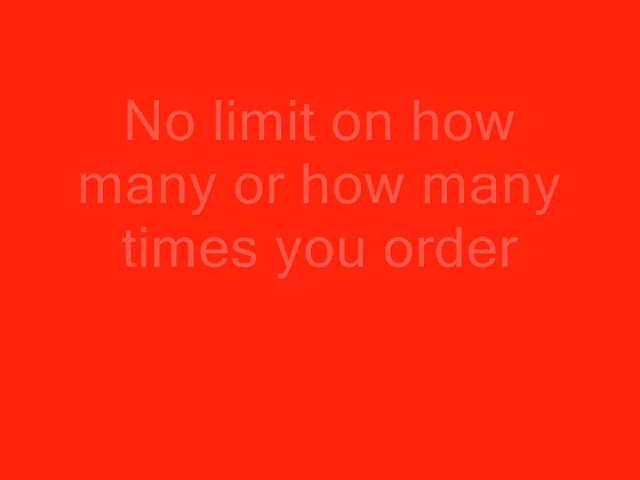 No limit on how
many or how many
times you order